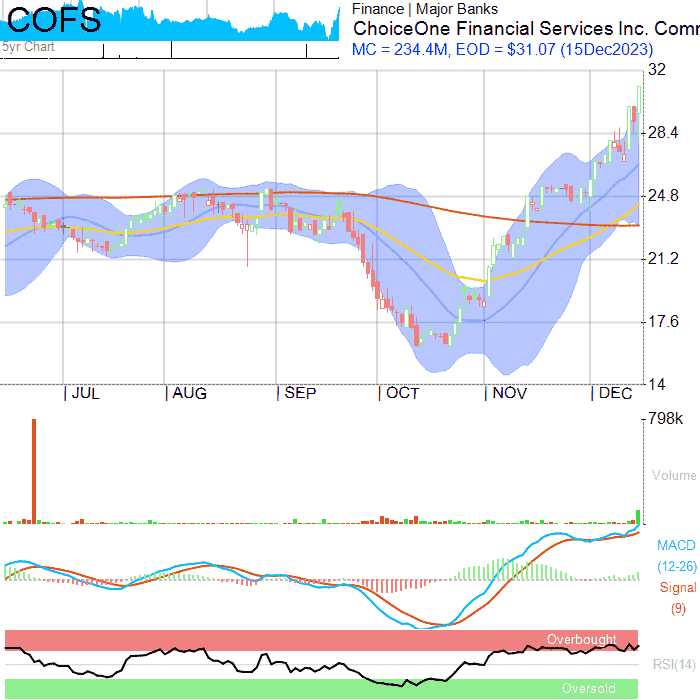 COFS
5yr Chart
Finance | Major Banks
ChoiceOne Financial Services Inc. Comm
MC = 234.4M, EOD = $31.07 (15Dec2023)
32
28.4
24.8
21.2
17.6
14
JUL AUG SEP OCT NOV DEC
798k
Volume
MACD
(12-26)
Signal
(9)
Overbought
RSI(14)
Oversold